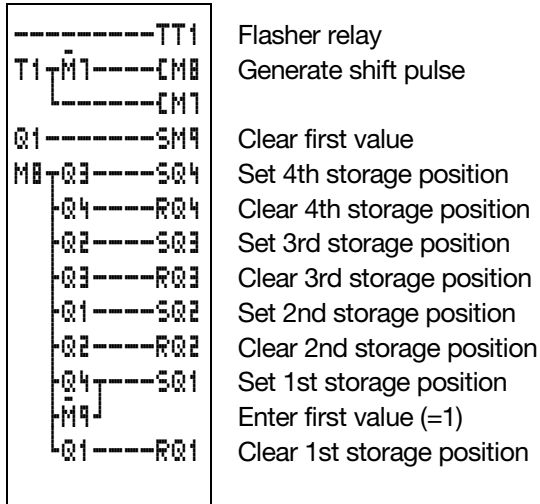 ---------TT1 Flasher relay
T1┬M̅7----[M8 Generate shift pulse
└------[M7
Q1-------SM9 Clear first value
M8┬Q3----SQ4 Set 4th storage position
├Q4----RQ4 Clear 4th storage position
├Q2----SQ3 Set 3rd storage position
├Q3----RQ3 Clear 3rd storage position
├Q1----SQ2 Set 2nd storage position
├Q2----RQ2 Clear 2nd storage position
├Q4┬---SQ1 Set 1st storage position
├M̅9┘ Enter first value (=1)
└Q1----RQ1 Clear 1st storage position